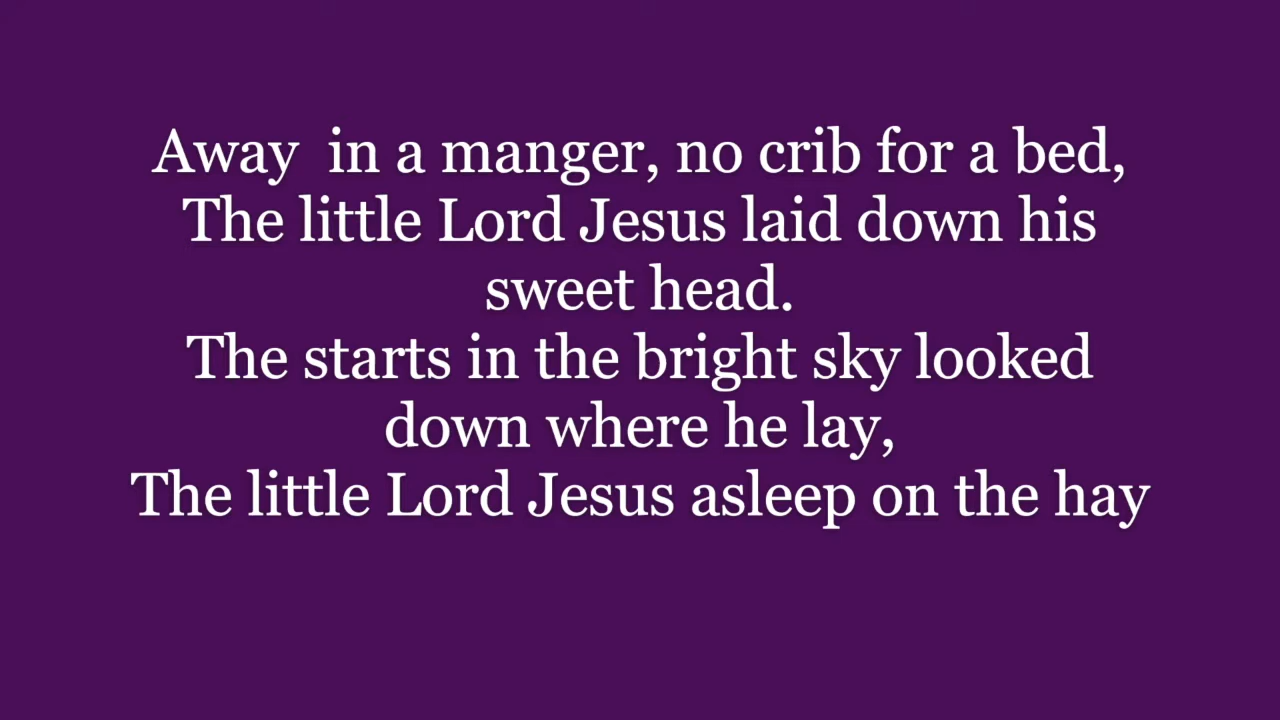 Away  in a manger, no crib for a bed,
The little Lord Jesus laid down his
sweet head.
The starts in the bright sky looked
down where he lay,
The little Lord Jesus asleep on the hay